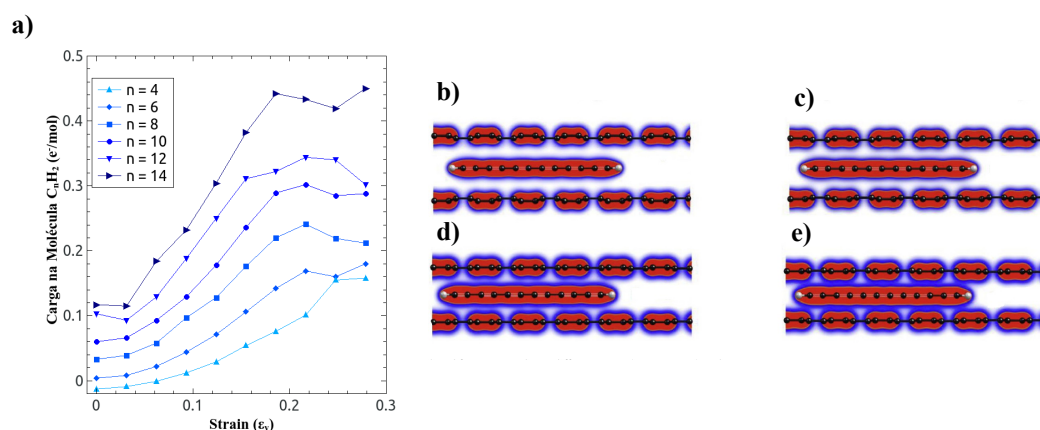 a)
0.5
0.4
0.3
0.2
0.1
0
Carga na Molécula CₙH₂ (e⁻/mol)
n = 4
n = 6
n = 8
n = 10
n = 12
n = 14
0
0.1
0.2
0.3
Strain (εᵧ)
b)
c)
d)
e)